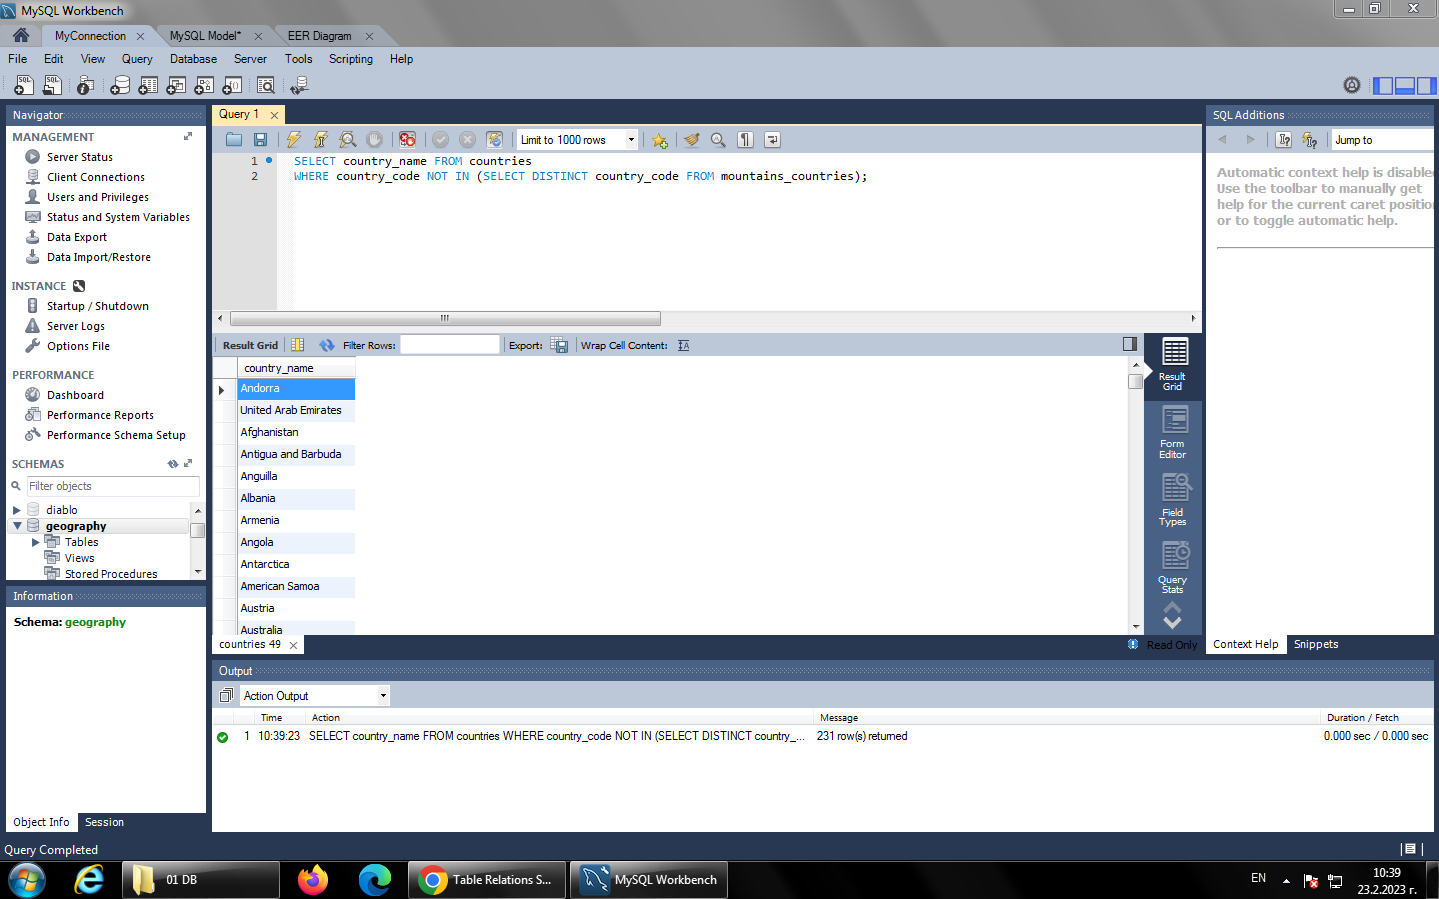 MySQL Workbench
MyConnection
MySQL Model*
EER Diagram
File Edit View Query Database Server Tools Scripting Help
Navigator
MANAGEMENT
Server Status
Client Connections
Users and Privileges
Status and System Variables
Data Export
Data Import/Restore
INSTANCE
Startup / Shutdown
Server Logs
Options File
PERFORMANCE
Dashboard
Performance Reports
Performance Schema Setup
SCHEMAS
Filter objects
diablo
geography
Tables
Views
Stored Procedures
Information
Schema: geography
Object Info Session
Query 1
Limit to 1000 rows
1 SELECT country_name FROM countries
2 WHERE country_code NOT IN (SELECT DISTINCT country_code FROM mountains_countries);
Result Grid Filter Rows: Export: Wrap Cell Content:
country_name
Andorra
United Arab Emirates
Afghanistan
Antigua and Barbuda
Anguilla
Albania
Armenia
Angola
Antarctica
American Samoa
Austria
Australia
Result
Grid
Form
Editor
Field
Types
Query
Stats
countries 49
Read Only
SQL Additions
Jump to
Automatic context help is disabled
Use the toolbar to manually get
help for the current caret position
or to toggle automatic help.
Context Help Snippets
Output
Action Output
Time Action Message Duration / Fetch
1 10:39:23 SELECT country_name FROM countries WHERE country_code NOT IN (SELECT DISTINCT country_... 231 row(s) returned 0.000 sec / 0.000 sec
Query Completed
01 DB
Table Relations S...
MySQL Workbench
EN
10:39
23.2.2023 г.